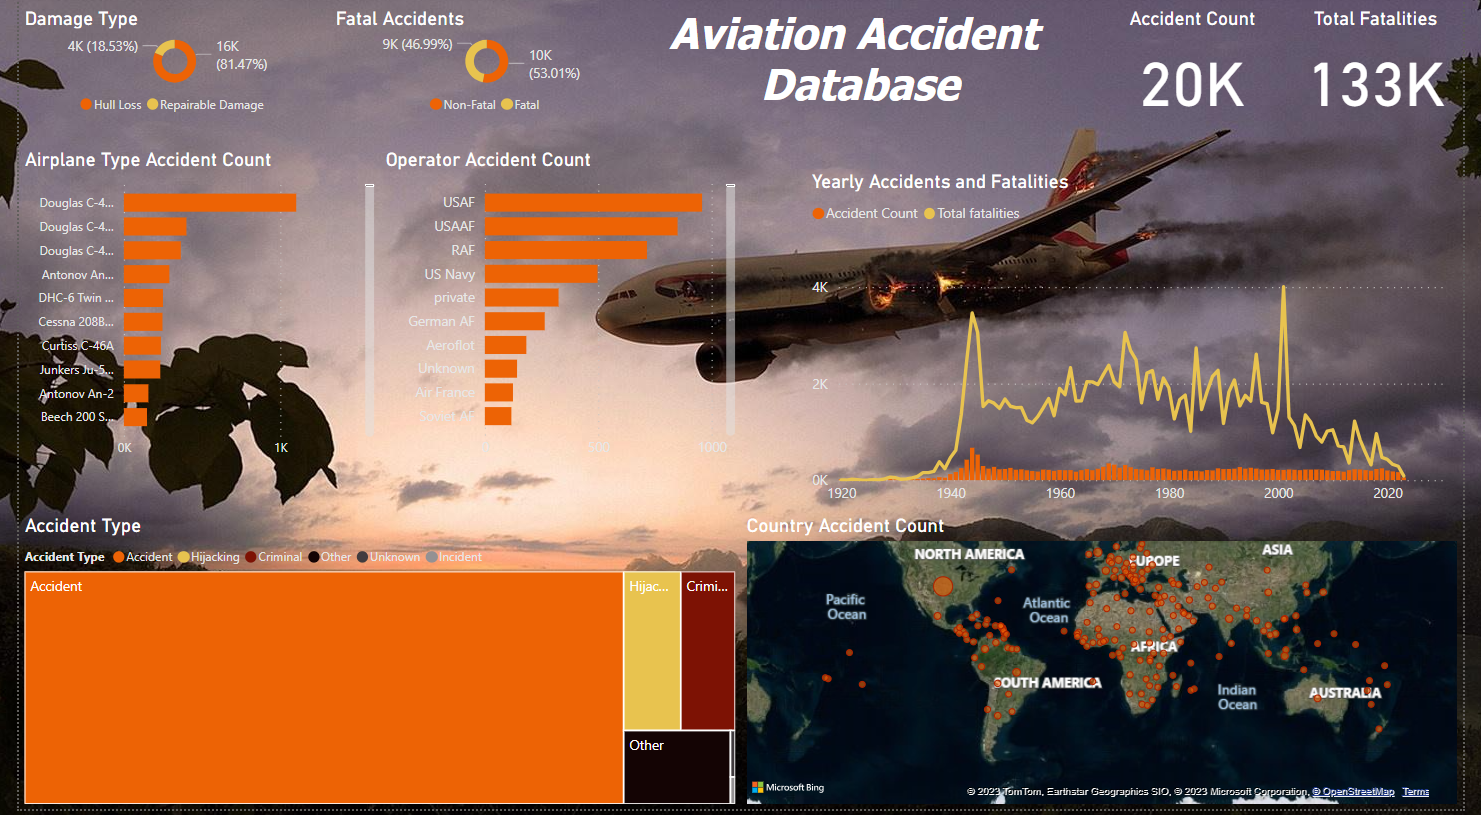 Damage Type
4K (18.53%)
16K
(81.47%)
Hull Loss Repairable Damage
Fatal Accidents
9K (46.99%)
10K
(53.01%)
Non-Fatal Fatal
Aviation Accident
Database
Accident Count
20K
Total Fatalities
133K
Airplane Type Accident Count
Douglas C-4...
Douglas C-4...
Douglas C-4...
Antonov An...
DHC-6 Twin ...
Cessna 208B...
Curtiss C-46A
Junkers Ju-5...
Antonov An-2
Beech 200 S...
0K 1K
Operator Accident Count
USAF
USAAF
RAF
US Navy
private
German AF
Aeroflot
Unknown
Air France
Soviet AF
0 500 1000
Yearly Accidents and Fatalities
Accident Count Total fatalities
4K
2K
0K
1920 1940 1960 1980 2000 2020
Accident Type
Accident Type Accident Hijacking Criminal Other Unknown Incident
Accident
Hijac...
Crimi...
Other
Country Accident Count
NORTH AMERICA
EUROPE
ASIA
Pacific
Ocean
Atlantic
Ocean
AFRICA
SOUTH AMERICA
Indian
Ocean
AUSTRALIA
Microsoft Bing
© 2023 TomTom, Earthstar Geographics SIO, © 2023 Microsoft Corporation, © OpenStreetMap Terms